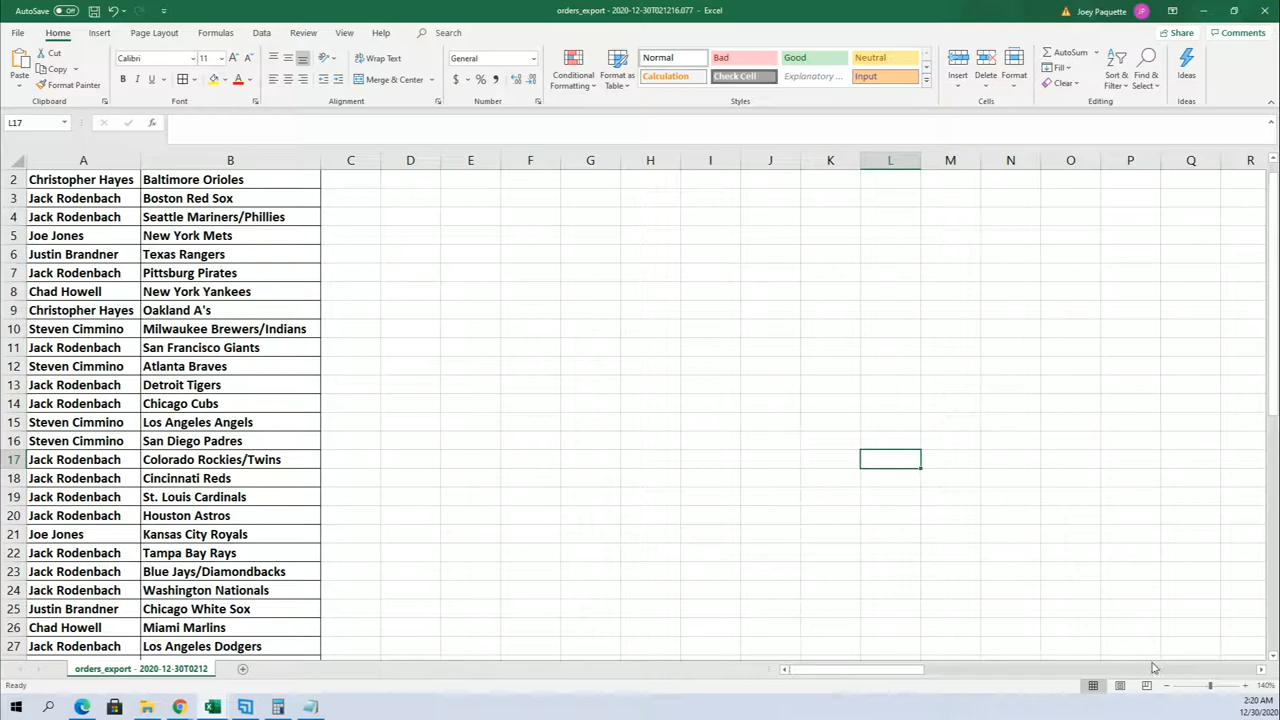 AutoSave Off orders_export - 2020-12-30T021216.077 - Excel Joey Paquette JP
File Home Insert Page Layout Formulas Data Review View Help Search Share Comments
Paste Cut Copy Format Painter Clipboard
Calibri 11 B I U A Font
Wrap Text Merge & Center Alignment
General $ % , Number
Conditional Formatting Format as Table
Normal Bad Good Neutral
Calculation Check Cell Explanatory ... Input
Styles
Insert Delete Format Cells
AutoSum Fill Clear Sort & Filter Find & Select Editing
Ideas Ideas
L17 fx
A B C D E F G H I J K L M N O P Q R
2 Christopher Hayes Baltimore Orioles
3 Jack Rodenbach Boston Red Sox
4 Jack Rodenbach Seattle Mariners/Phillies
5 Joe Jones New York Mets
6 Justin Brandner Texas Rangers
7 Jack Rodenbach Pittsburg Pirates
8 Chad Howell New York Yankees
9 Christopher Hayes Oakland A's
10 Steven Cimmino Milwaukee Brewers/Indians
11 Jack Rodenbach San Francisco Giants
12 Steven Cimmino Atlanta Braves
13 Jack Rodenbach Detroit Tigers
14 Jack Rodenbach Chicago Cubs
15 Steven Cimmino Los Angeles Angels
16 Steven Cimmino San Diego Padres
17 Jack Rodenbach Colorado Rockies/Twins
18 Jack Rodenbach Cincinnati Reds
19 Jack Rodenbach St. Louis Cardinals
20 Jack Rodenbach Houston Astros
21 Joe Jones Kansas City Royals
22 Jack Rodenbach Tampa Bay Rays
23 Jack Rodenbach Blue Jays/Diamondbacks
24 Jack Rodenbach Washington Nationals
25 Justin Brandner Chicago White Sox
26 Chad Howell Miami Marlins
27 Jack Rodenbach Los Angeles Dodgers
orders_export - 2020-12-30T0212
Ready 140%
2:20 AM
12/30/2020